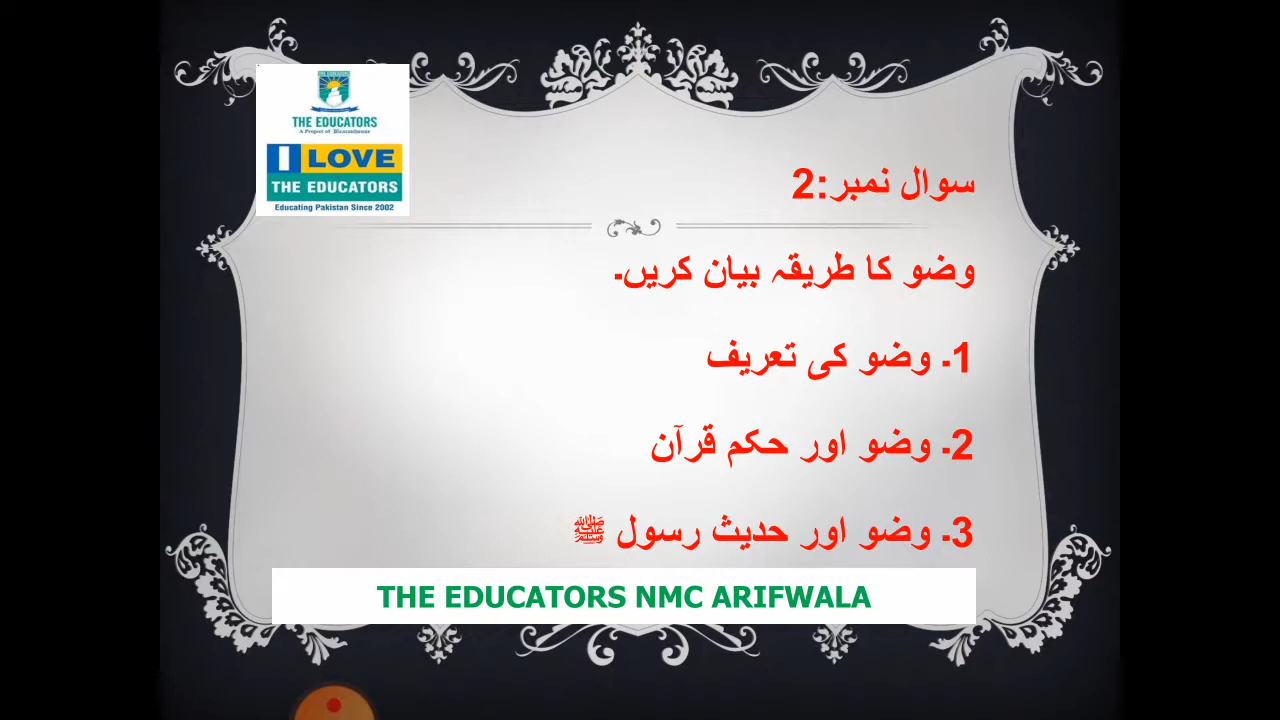 THE EDUCATORS
A Project of Beaconhouse
I LOVE
THE EDUCATORS
Educating Pakistan Since 2002
سوال نمبر:2
وضو کا طریقہ بیان کریں۔
1۔ وضو کی تعریف
2۔ وضو اور حکم قرآن
3۔ وضو اور حدیث رسول ﷺ
THE EDUCATORS NMC ARIFWALA